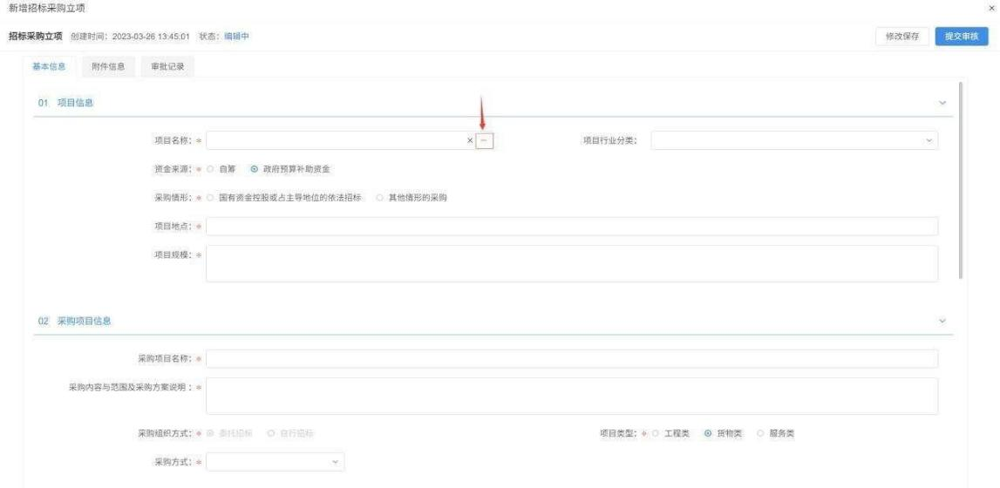 新增招标采购立项 ×
招标采购立项 创建时间：2023-03-26 13:45:01 状态：编辑中 修改保存 提交审核
基本信息 附件信息 审批记录
01 项目信息
项目名称：* × 项目行业分类：
资金来源：* 自筹 政府预算补助资金
采购情形：* 国有资金控股或占主导地位的依法招标 其他情形的采购
项目地点：*
项目规模：*
02 采购项目信息
采购项目名称：*
采购内容与范围及采购方案说明：*
采购组织方式：* 委托招标 自行招标 项目类型：* 工程类 货物类 服务类
采购方式：*